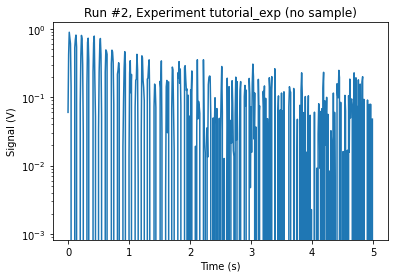 Run #2, Experiment tutorial_exp (no sample)
10⁰
10⁻¹
10⁻²
10⁻³
Signal (V)
0 1 2 3 4 5
Time (s)